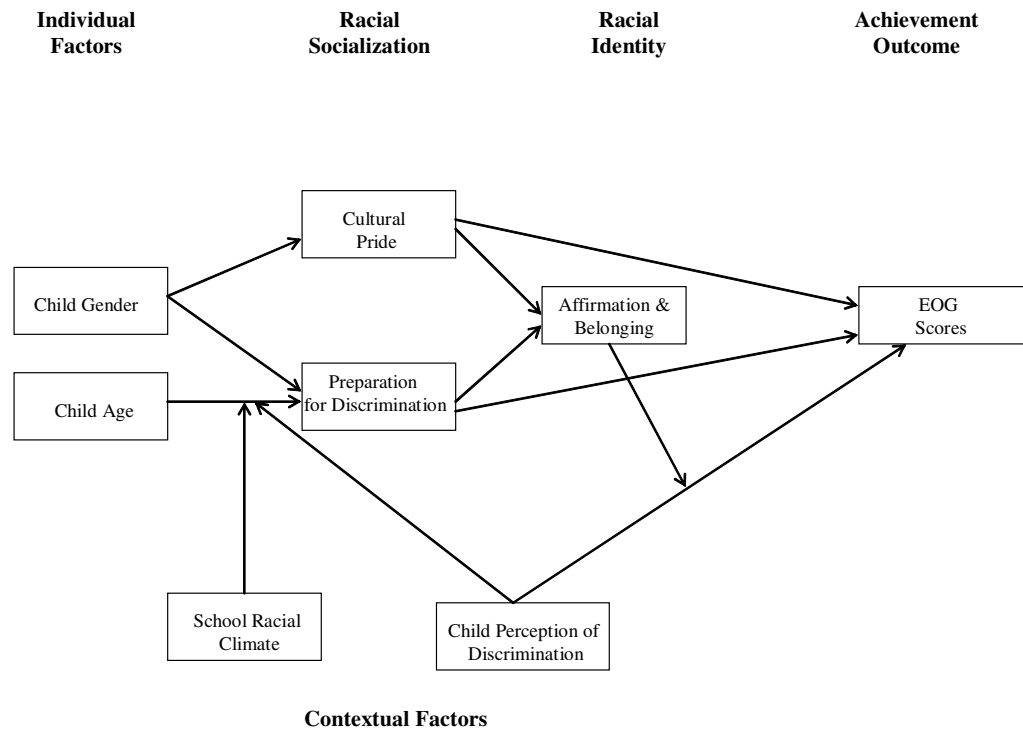 Individual
Factors
Racial
Socialization
Racial
Identity
Achievement
Outcome
Cultural
Pride
Child Gender
Affirmation &
Belonging
EOG
Scores
Preparation
for Discrimination
Child Age
School Racial
Climate
Child Perception of
Discrimination
Contextual Factors